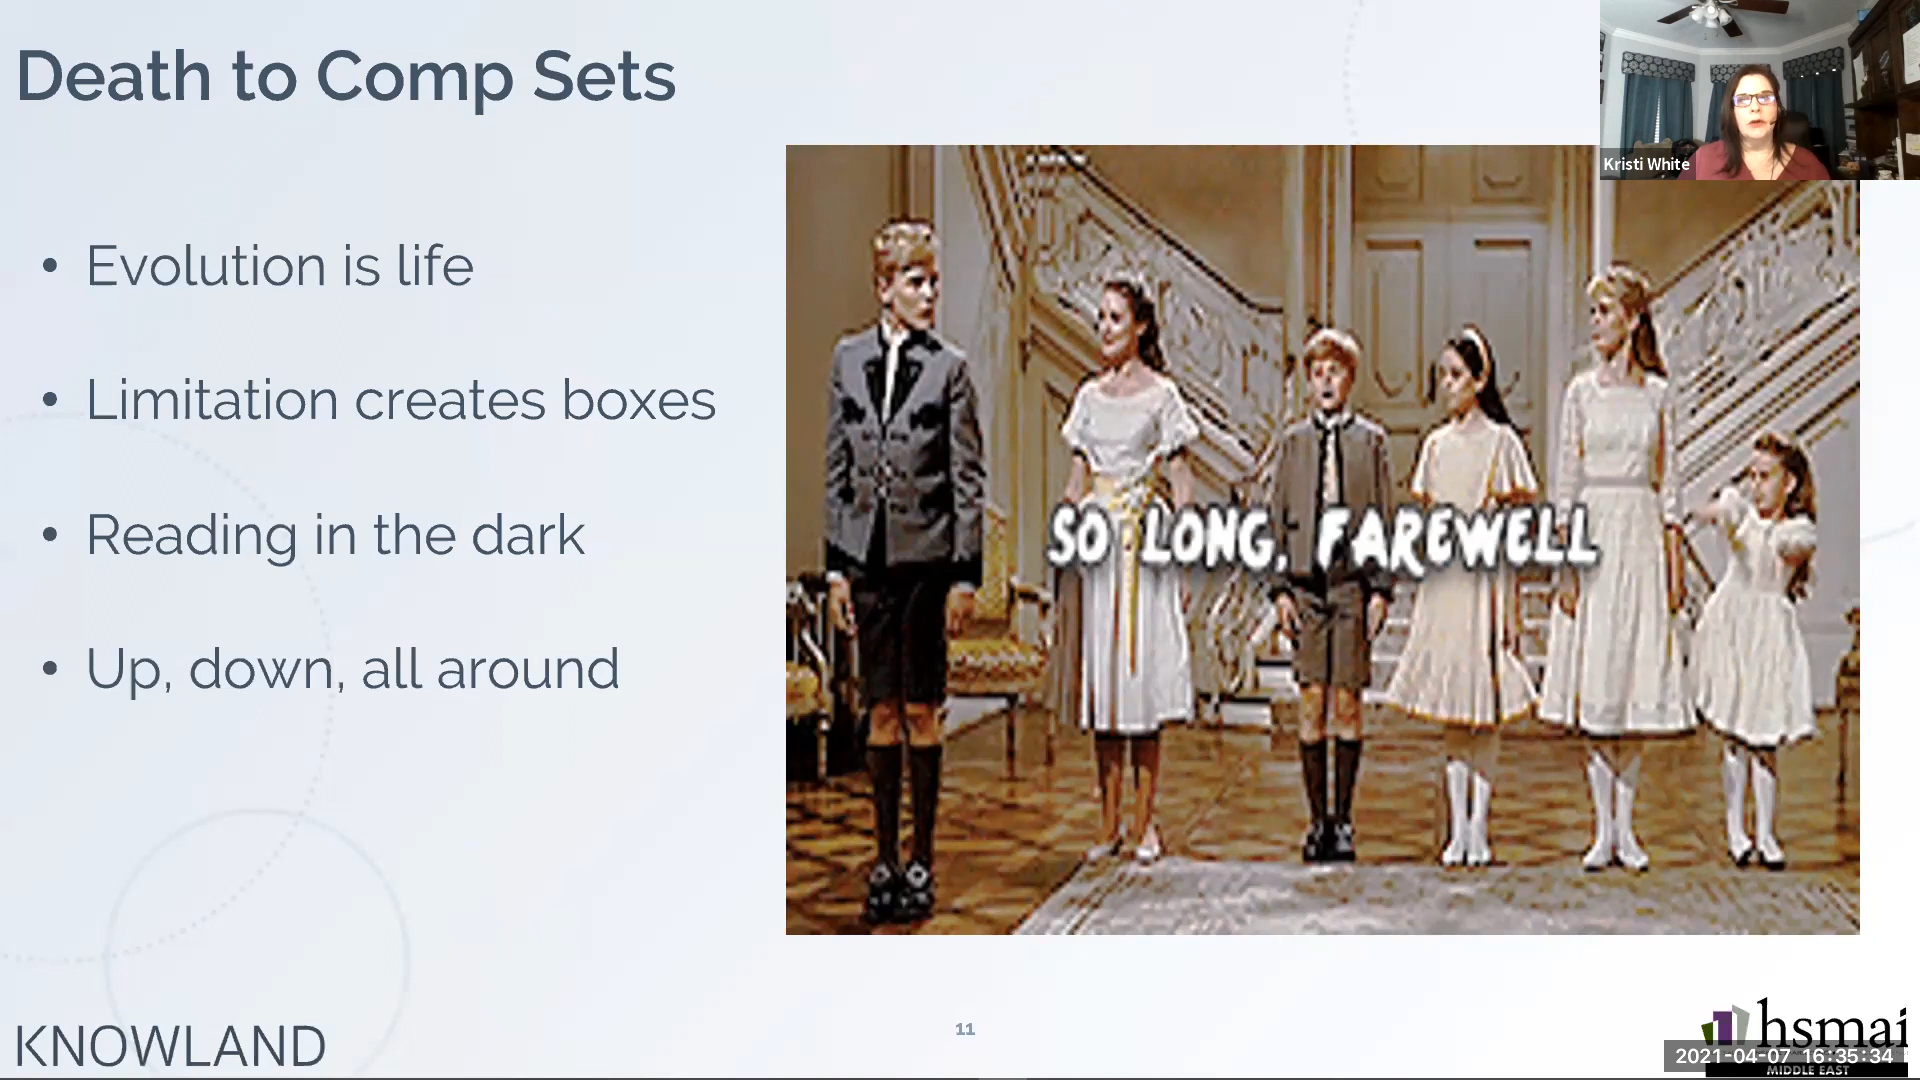 Death to Comp Sets
Kristi White
• Evolution is life
• Limitation creates boxes
• Reading in the dark
• Up, down, all around
SO LONG, FAREWELL
KNOWLAND
11
hsmai
2021-04-07 16:35:34
MIDDLE EAST